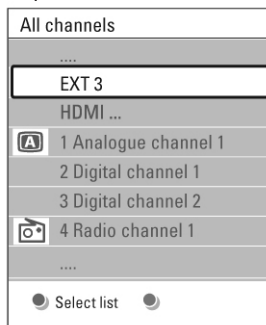 All channels
....
EXT 3
HDMI ...
A 1 Analogue channel 1
2 Digital channel 1
3 Digital channel 2
4 Radio channel 1
....
Select list